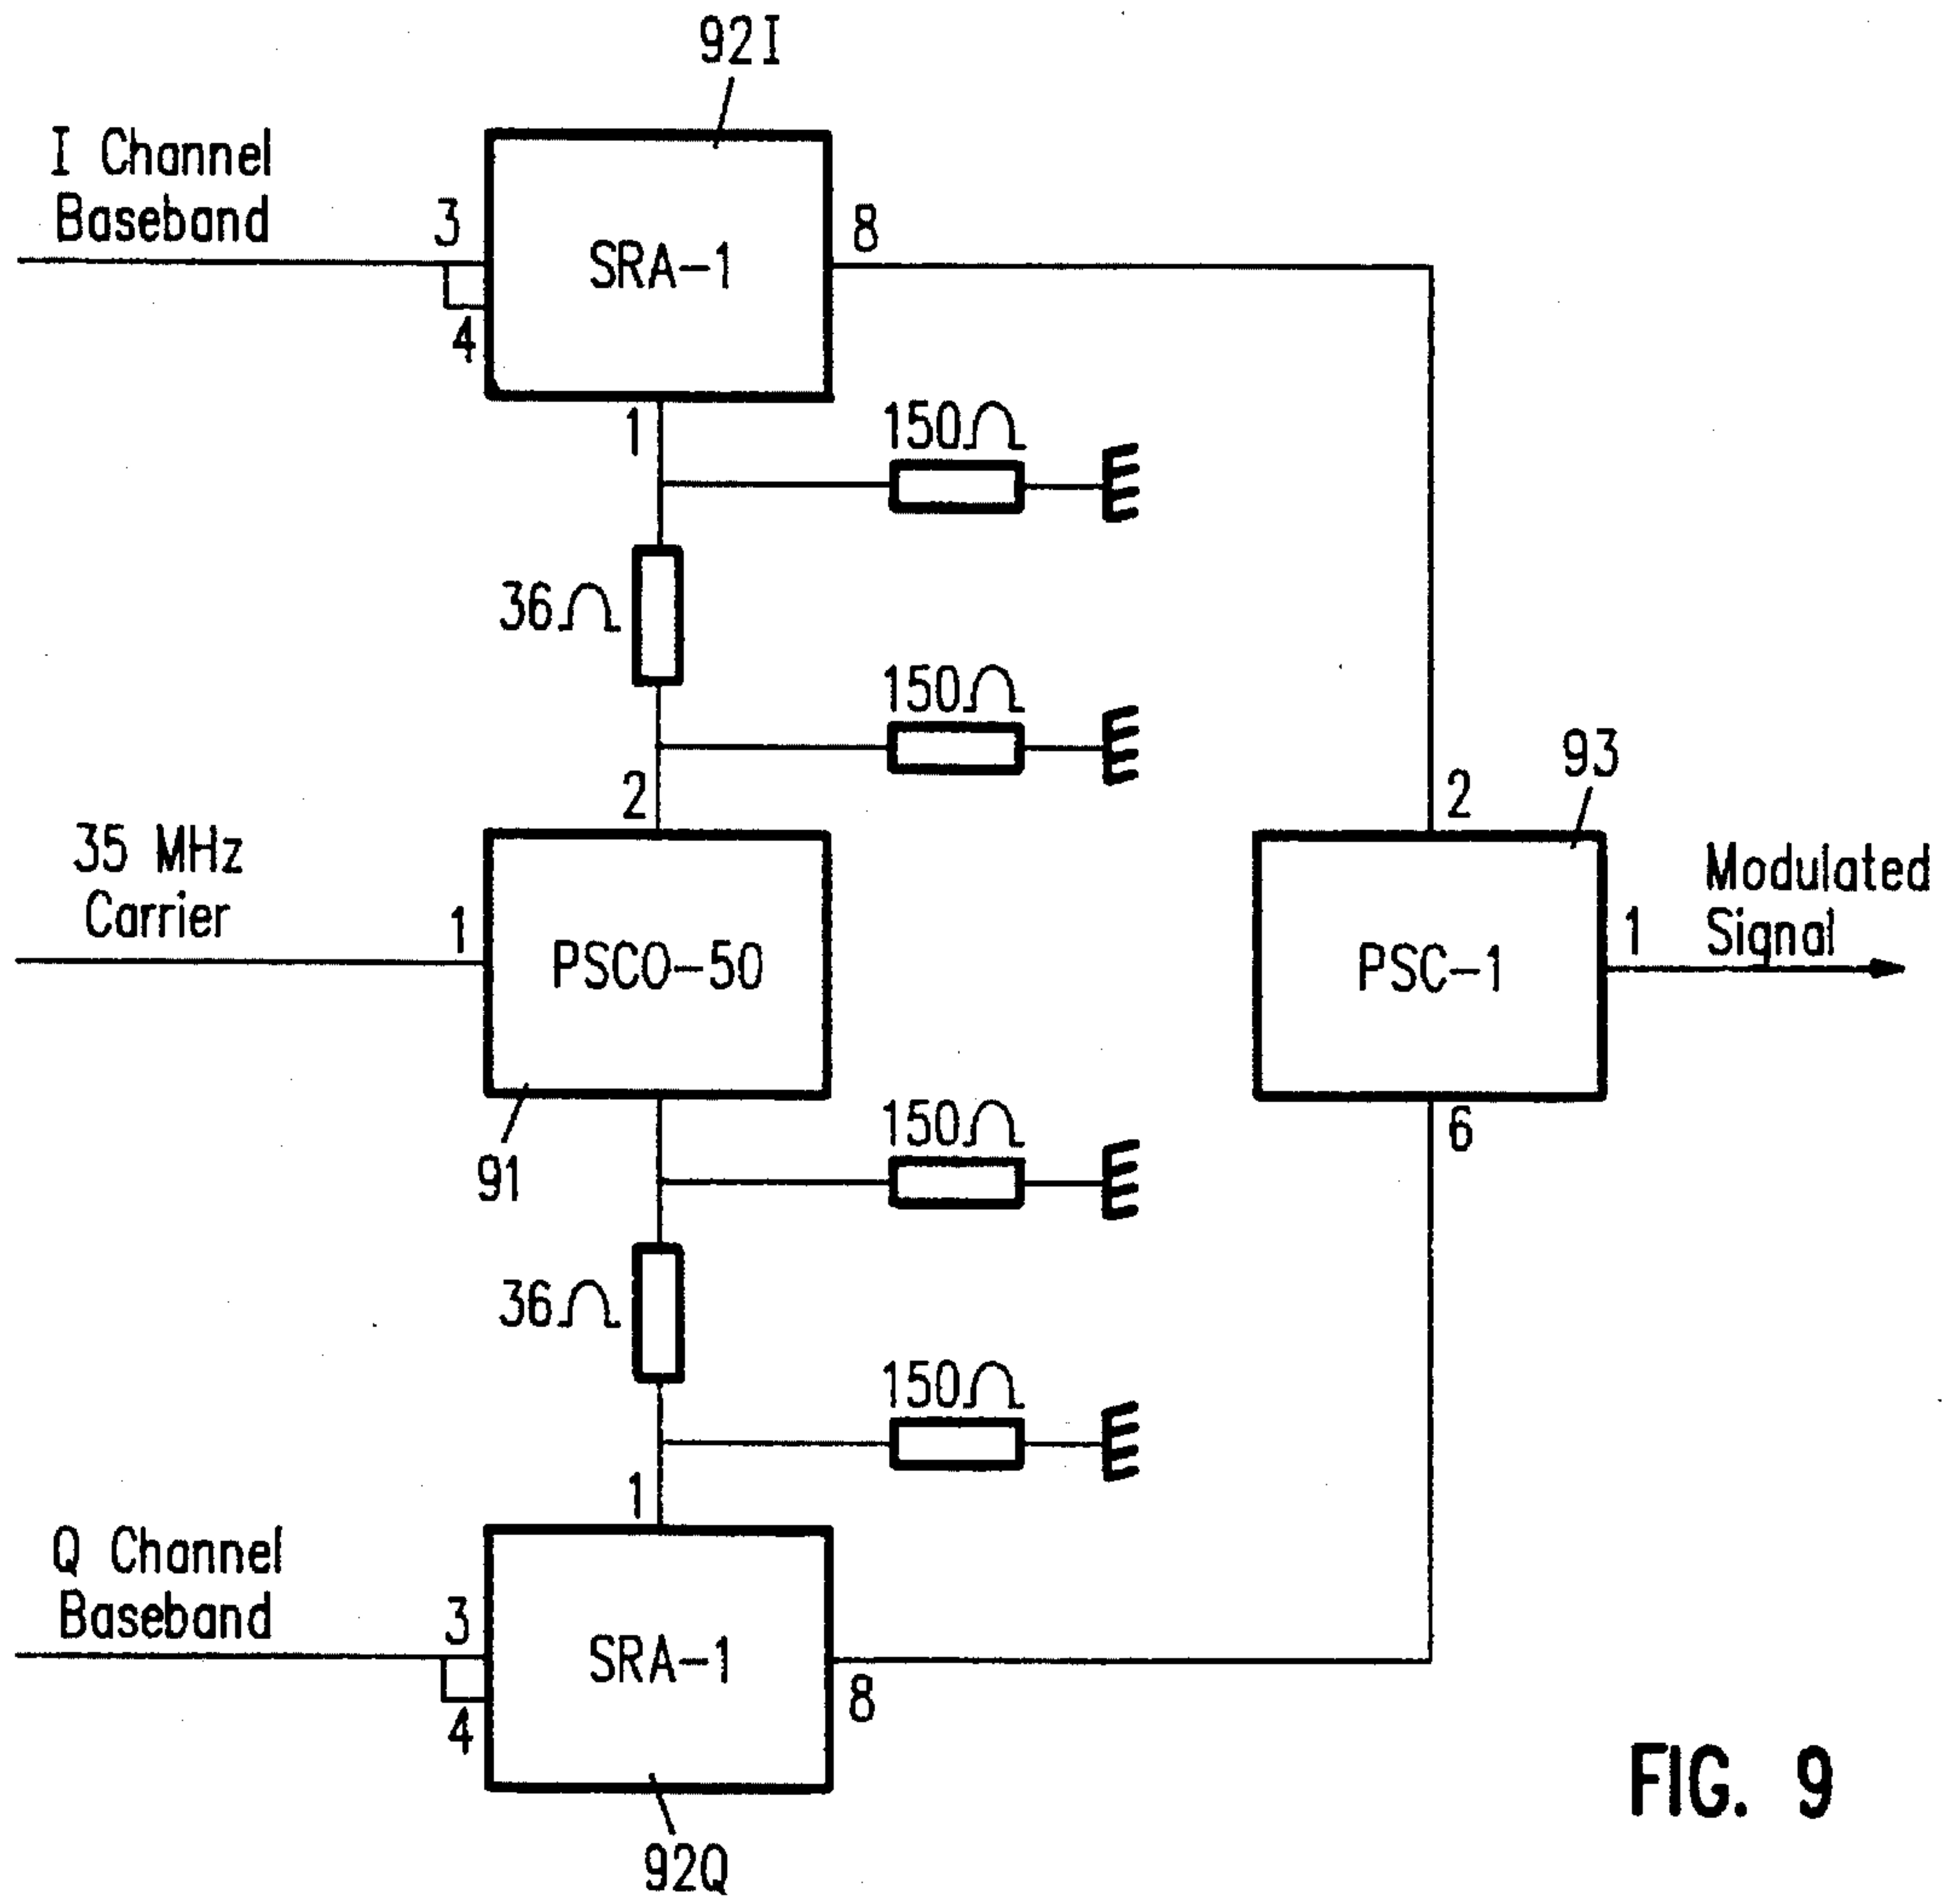 92I
I Channel
Baseband
3
8
SRA-1
4
1
150Ω
36Ω
150Ω
2
93
2
35 MHz
Carrier
1
PSCO-50
PSC-1
1
Modulated
Signal
91
150Ω
6
36Ω
150Ω
1
Q Channel
Baseband
3
SRA-1
4
8
92Q
FIG. 9